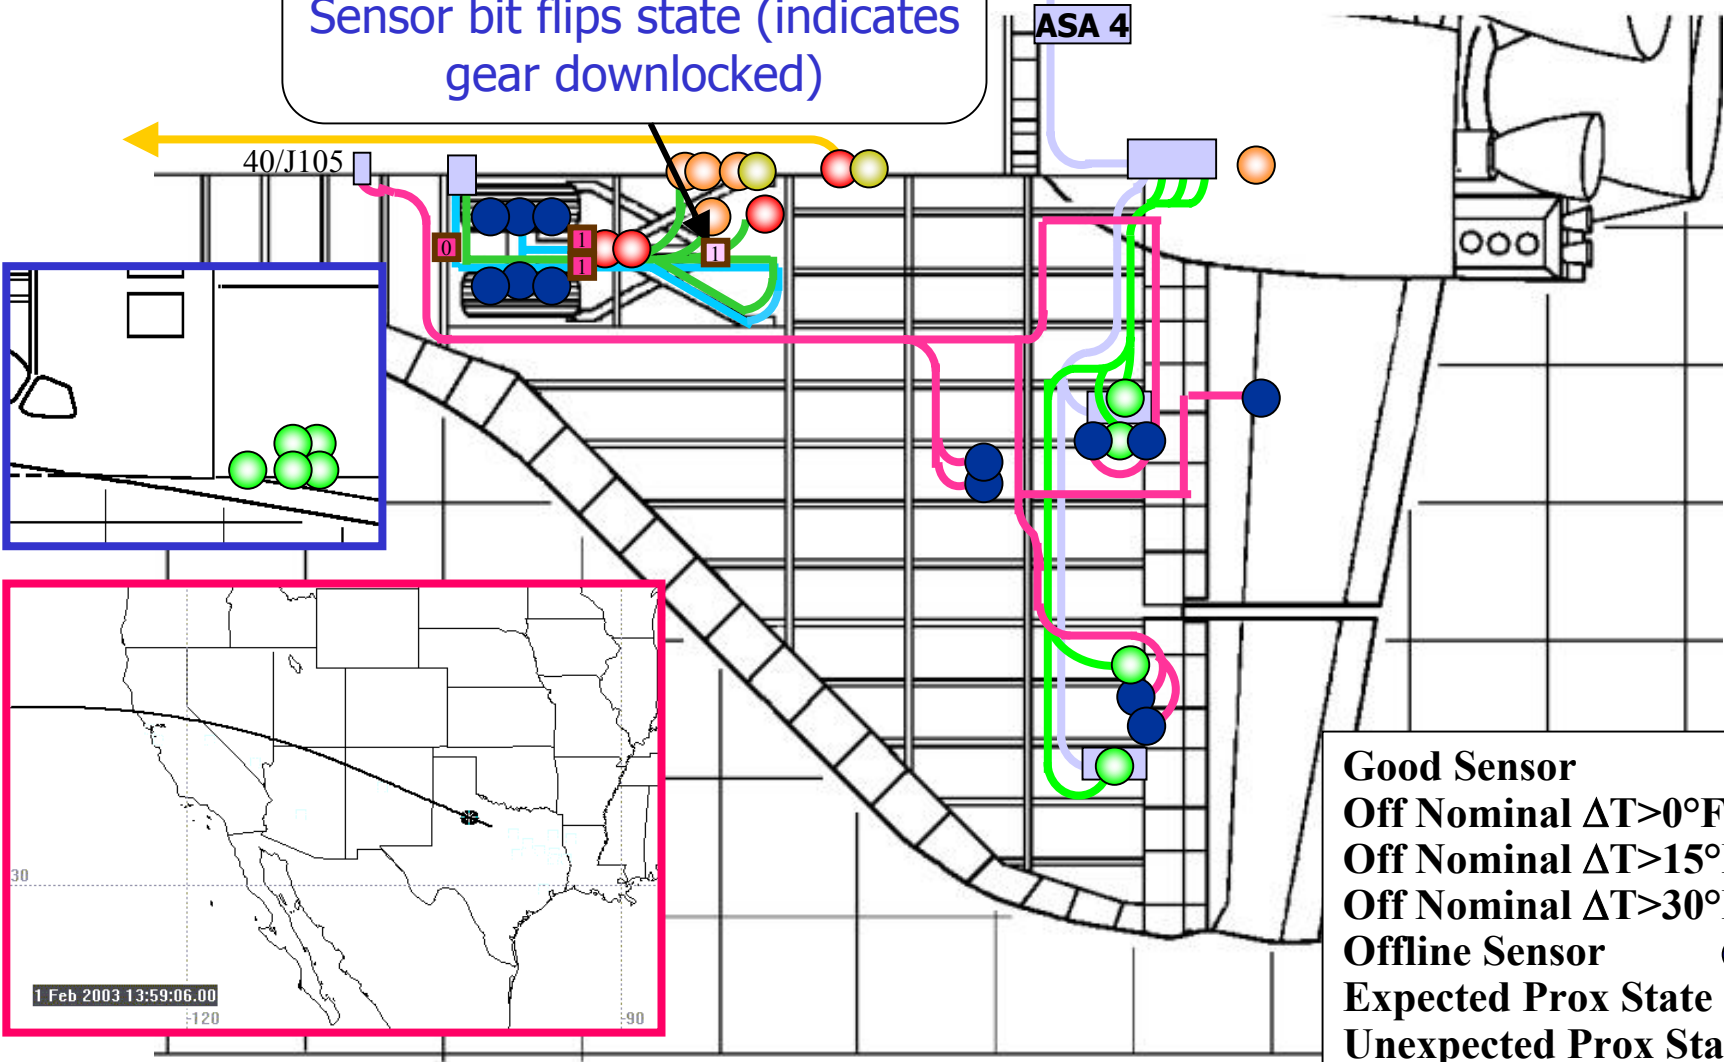 Sensor bit flips state (indicates
gear downlocked)
ASA 4
40/J105
0
1
1
1
30
1 Feb 2003 13:59:06.00
-120
-90
Good Sensor
Off Nominal ΔT>0°F
Off Nominal ΔT>15°
Off Nominal ΔT>30°
Offline Sensor
Expected Prox State
Unexpected Prox Sta